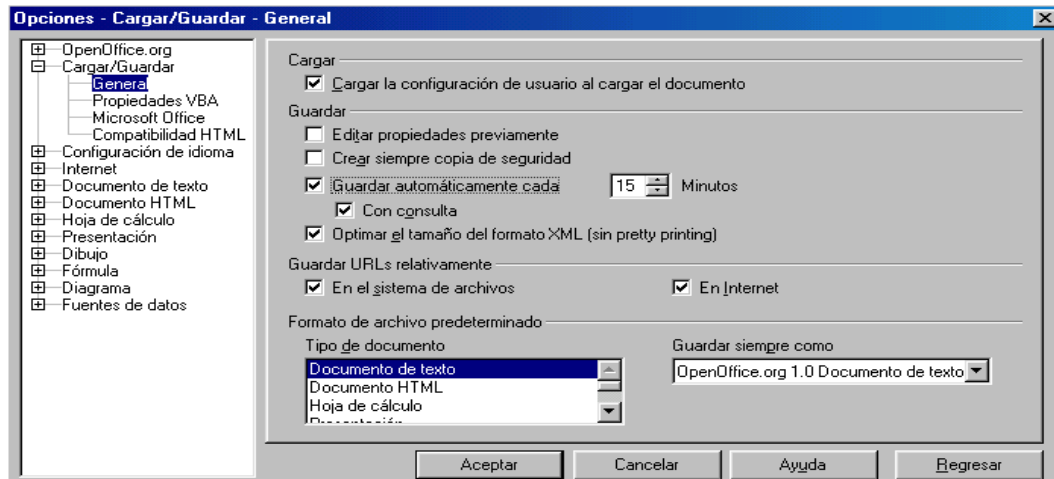 Opciones - Cargar/Guardar - General
OpenOffice.org
Cargar/Guardar
General
Propiedades VBA
Microsoft Office
Compatibilidad HTML
Configuración de idioma
Internet
Documento de texto
Documento HTML
Hoja de cálculo
Presentación
Dibujo
Fórmula
Diagrama
Fuentes de datos
Cargar
Cargar la configuración de usuario al cargar el documento
Guardar
Editar propiedades previamente
Crear siempre copia de seguridad
Guardar automáticamente cada 15 Minutos
Con consulta
Optimar el tamaño del formato XML (sin pretty printing)
Guardar URLs relativamente
En el sistema de archivos En Internet
Formato de archivo predeterminado
Tipo de documento Guardar siempre como
Documento de texto OpenOffice.org 1.0 Documento de texto
Documento HTML
Hoja de cálculo
Presentación
Aceptar Cancelar Ayuda Regresar